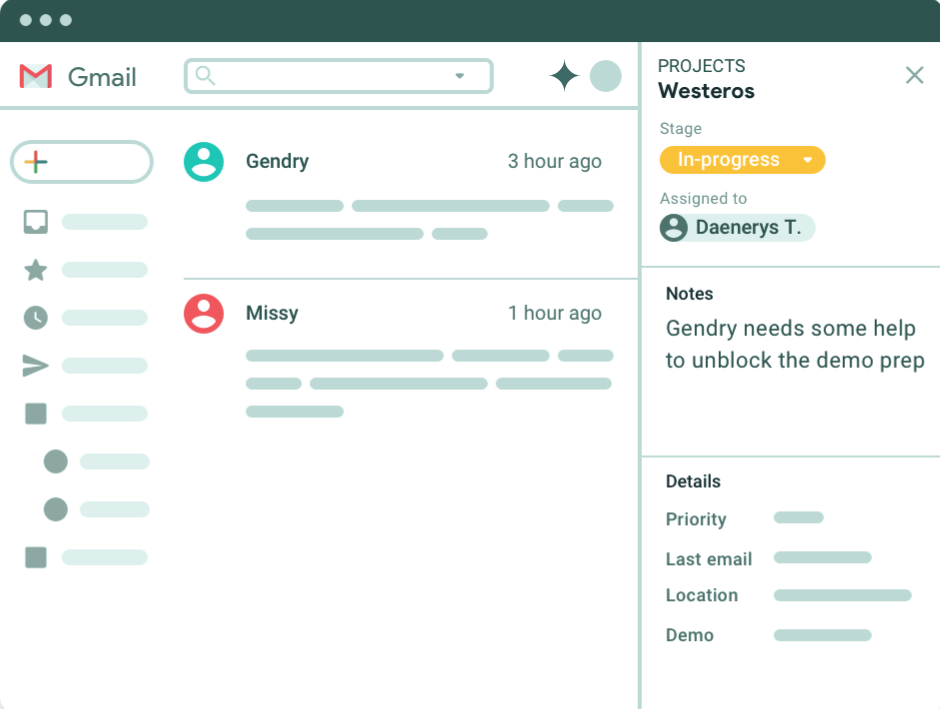 Gmail
Gendry
3 hour ago
Missy
1 hour ago
PROJECTS
Westeros
Stage
In-progress
Assigned to
Daenerys T.
Notes
Gendry needs some help
to unblock the demo prep
Details
Priority
Last email
Location
Demo